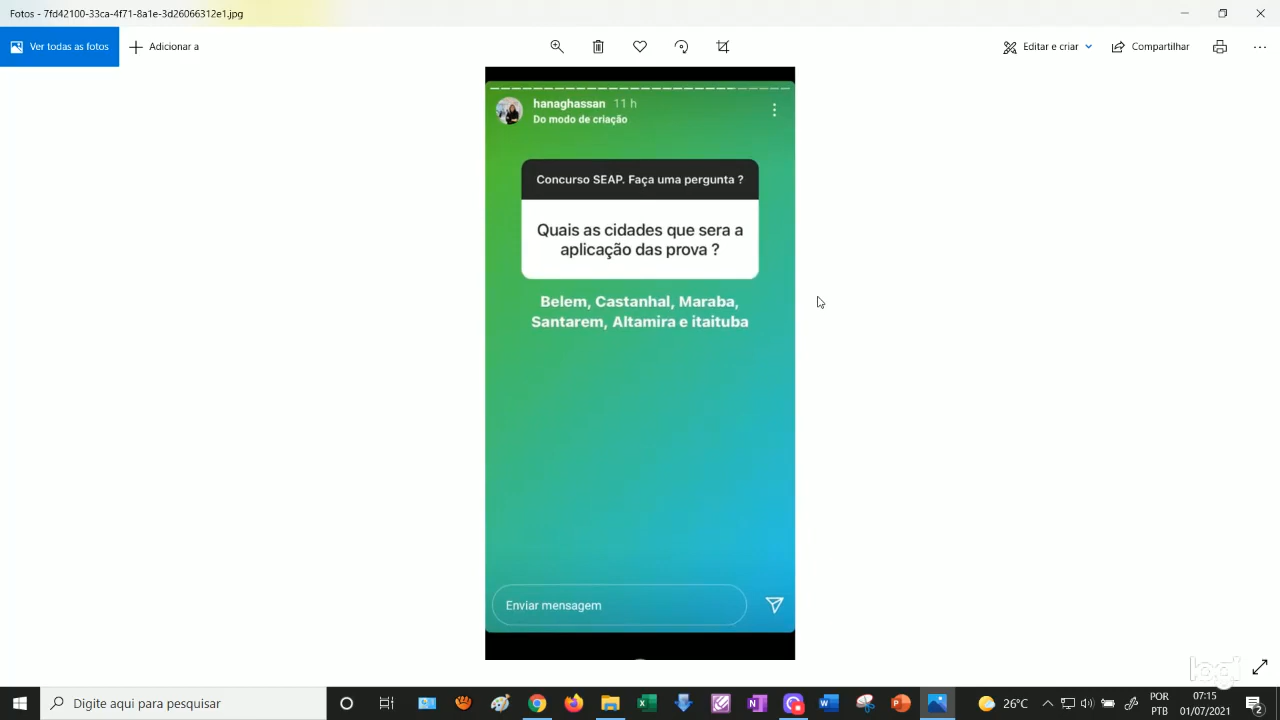 Fotos - 7fd42100-33ca-4f71-8a1e-3d26066312e1.jpg
Ver todas as fotos
Adicionar a
Editar e criar
Compartilhar
hanaghassan 11 h
Do modo de criação
Concurso SEAP. Faça uma pergunta ?
Quais as cidades que sera a
aplicação das prova ?
Belem, Castanhal, Maraba,
Santarem, Altamira e itaituba
Enviar mensagem
logi
Digite aqui para pesquisar
26°C
POR
PTB
07:15
01/07/2021
2